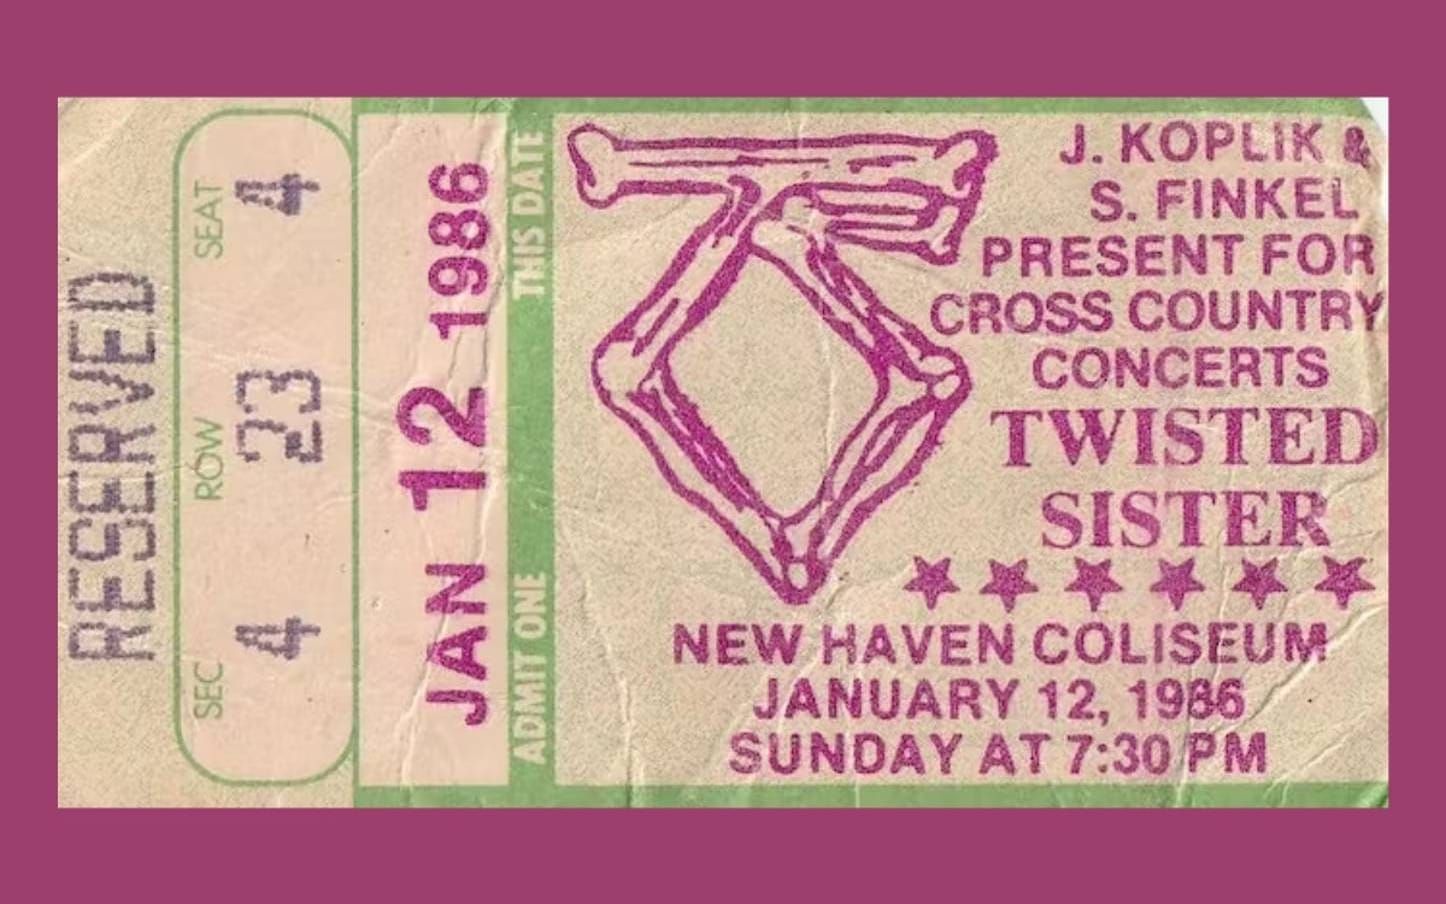 RESERVED
SEC 4 ROW 23 SEAT 4
JAN 12 1986
ADMIT ONE THIS DATE
J. KOPLIK &
S. FINKEL
PRESENT FOR
CROSS COUNTRY
CONCERTS
TWISTED
SISTER
NEW HAVEN COLISEUM
JANUARY 12, 1986
SUNDAY AT 7:30 PM